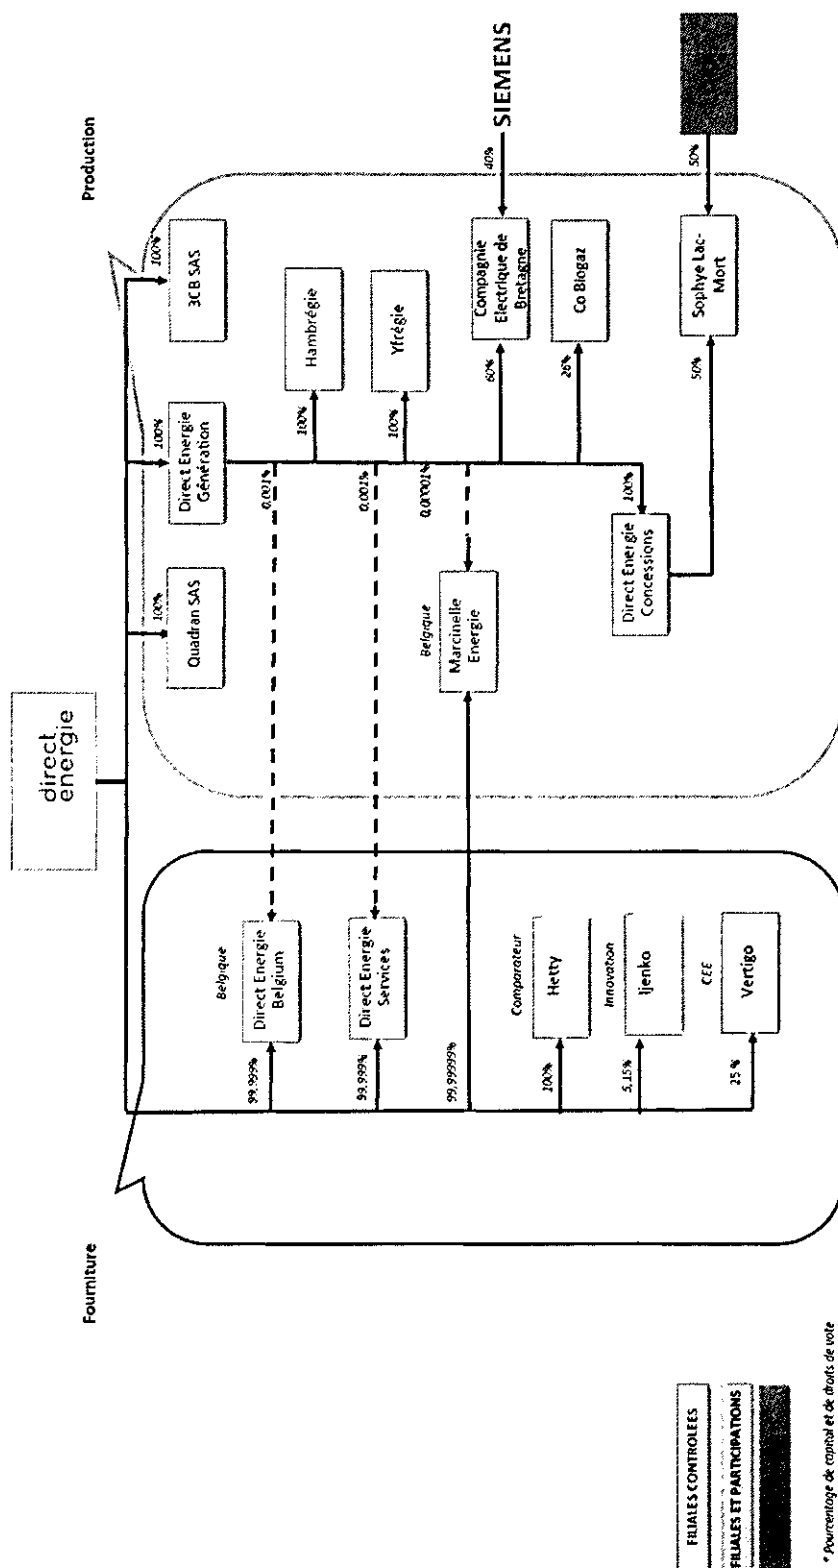 direct
energie
Fourniture
Production
Quadran SAS
100%
Direct Energie
Génération
100%
3CB SAS
100%
Belgique
Direct Energie
Belgium
99,999%
0,001%
Hambrégie
100%
Direct Energie
Services
99,999%
0,001%
Yfrégie
100%
Belgique
Marcinelle
Energie
99,99999%
0,00001%
Compagnie
Electrique de
Bretagne
60%
40%
SIEMENS
Comparateur
Hetty
100%
Co Biogaz
26%
Innovation
Ijenko
5,15%
Direct Energie
Concessions
100%
CEE
Vertigo
25 %
Sophye Lac-
Mort
50%
50%
FILIALES CONTROLEES
FILIALES ET PARTICIPATIONS
* Pourcentage de capital et de droits de vote